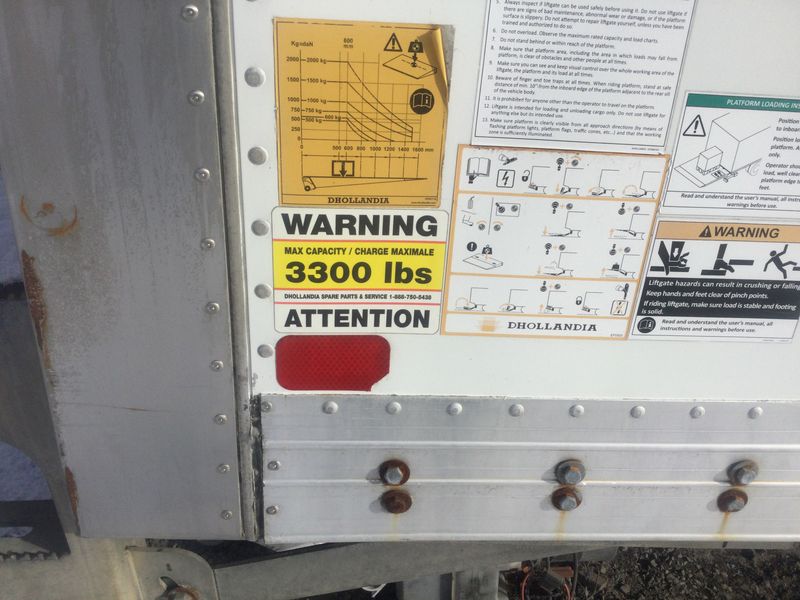 5. Always inspect if liftgate can be used safely before using it. Do not use liftgate if
there are signs of bad maintenance, abnormal wear or damage, or if the platform
surface is slippery. Do not attempt to repair liftgate yourself, unless you have been
trained and authorized to do so.
6. Do not overload. Observe the maximum rated capacity and load charts.
7. Do not stand behind or within reach of the platform.
8. Make sure that platform area, including the area in which loads may fall from
platform, is clear of obstacles and other people at all times.
9. Make sure you can see and keep visual control over the whole working area of the
liftgate, the platform and its load at all times.
10. Beware of finger and toe traps at all times. When riding platform, stand at safe
distance of min. 10" from the inboard edge of the platform adjacent to the rear sill
of the vehicle body.
11. It is prohibited for anyone other than the operator to travel on the platform.
12. Liftgate is intended for loading and unloading cargo only. Do not use liftgate for
anything else but its intended use.
13. Make sure platform is clearly visible from all approach directions (by means of
flashing platform lights, platform flags, traffic cones, etc...) and that the working
zone is sufficiently illuminated.
Kg=daN
600
mm
2000
2000 kg
1750
1500
1500 kg
1250
1000
1000 kg
750
750 kg
600 kg
500
500 kg
250
0
500 600 800 1000 1200 1400 1600 mm
DHOLLANDIA
WARNING
MAX CAPACITY / CHARGE MAXIMALE
3300 lbs
DHOLLANDIA SPARE PARTS & SERVICE 1-888-750-5438
ATTENTION
DHOLLANDIA
PLATFORM LOADING INS
Position
to inboar
Position lo
platform. A
only.
Operator shou
load, well clea
platform edge t
feet.
Read and understand the user's manual, all
warnings before use.
WARNING
Liftgate hazards can result in crushing or falling
Keep hands and feet clear of pinch points.
If riding liftgate, make sure load is stable and footing
is solid.
Read and understand the user's manual, all
instructions and warnings before use.